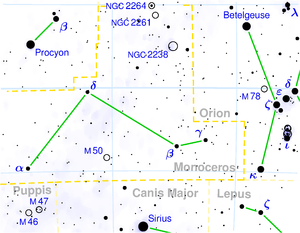 NGC 2264
NGC 2261
Betelgeuse
λ
β
Procyon
NGC 2238
δ
M 78
ζ
ε
δ
Orion
ι
γ
β
M 50
α
Monoceros
κ
Puppis
Canis Major
Lepus
M 47
M 46
Sirius
ζ